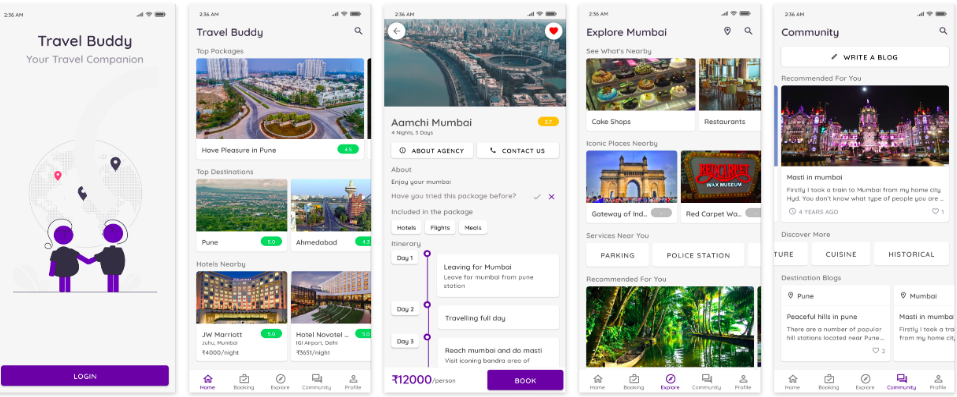 2:36 AM
Travel Buddy
Your Travel Companion
LOGIN
2:36 AM
Travel Buddy
Top Packages
Have Pleasure in Pune
4.5
Top Destinations
Pune
5.0
Ahmedabad
4.3
Hotels Nearby
JW Marriott
5.0
Juhu, Mumbai
₹4000/night
Hotel Novotel ...
5.0
IGI Airport, Delhi
₹3651/night
Home
Booking
Explore
Community
Profile
2:36 AM
Aamchi Mumbai
3.7
4 Nights, 5 Days
ABOUT AGENCY
CONTACT US
About
Enjoy your mumbai
Have you tried this package before?
Included in the package
Hotels
Flights
Meals
Itinerary
Day 1
Leaving for Mumbai
Leave for mumbai from pune
station
Day 2
Travelling full day
Day 3
Reach mumbai and do masti
Visit icoming bandra area of
₹12000/person
BOOK
2:36 AM
Explore Mumbai
See What's Nearby
Cake Shops
Restaurants
Iconic Places Nearby
RED CARPET
WAX MUSEUM
Gateway of Ind...
Red Carpet Wa...
Services Near You
PARKING
POLICE STATION
Recommended For You
Home
Booking
Explore
Community
Profile
2:36 AM
Community
WRITE A BLOG
Recommended For You
Masti in mumbai
Firstly I took a train to Mumbai from my home city
Hyd. You don't know what type of people you are ...
4 YEARS AGO
1
Discover More
TURE
CUISINE
HISTORICAL
Destination Blogs
Pune
Peaceful hills in pune
There are a number of popular
hill stations located near Pune...
2
Mumbai
Masti in mumbai
Firstly I took a tra
from my home city
Home
Booking
Explore
Community
Profile